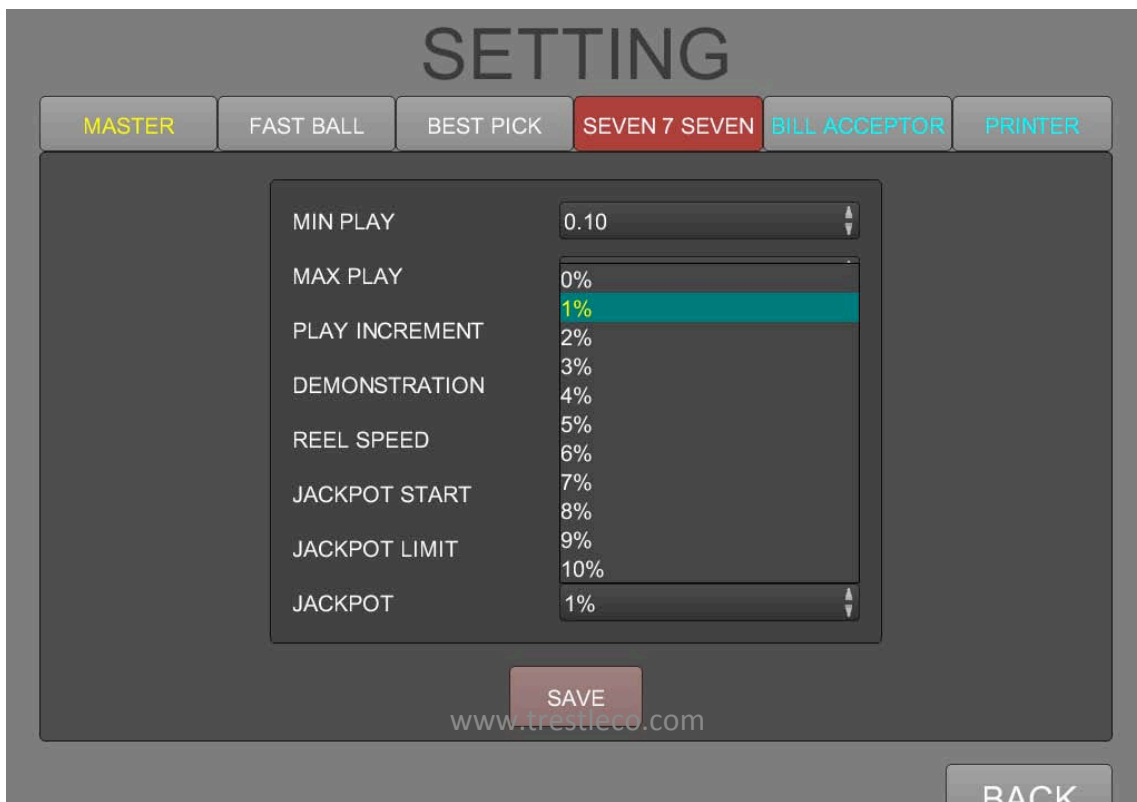 SETTING
MASTER FAST BALL BEST PICK SEVEN 7 SEVEN BILL ACCEPTOR PRINTER
MIN PLAY 0.10
MAX PLAY
0%
1%
PLAY INCREMENT
2%
3%
DEMONSTRATION
4%
5%
REEL SPEED
6%
7%
JACKPOT START
8%
JACKPOT LIMIT
9%
10%
JACKPOT 1%
SAVE
www.trestleco.com
BACK